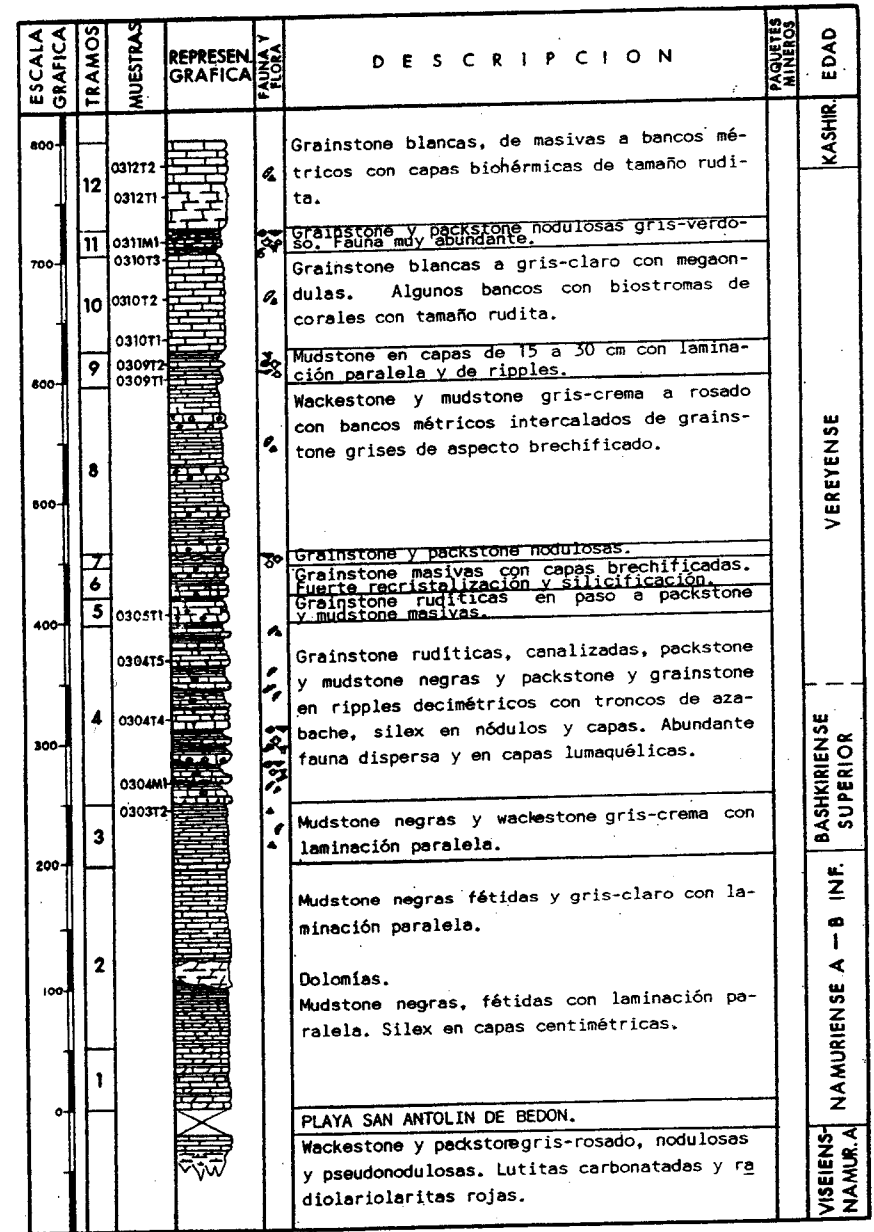 ESCALA GRAFICA
TRAMOS
MUESTRAS
REPRESEN. GRAFICA
FAUNA Y FLORA
D E S C R I P C I O N
PAQUETES MINEROS
EDAD
800
700
600
500
400
300
200
100
0
12
11
10
9
8
7
6
5
4
3
2
1
0312T2
0312T1
0311M1
0310T3
0310T2
0310T1
0309T2
0309T1
0305T1
0304T5
0304T4
0304M1
0303T2
Grainstone blancas, de masivas a bancos mé-
tricos con capas biohérmicas de tamaño rudi-
ta.
Grainstone y packstone nodulosas gris-verdo-
so. Fauna muy abundante.
Grainstone blancas a gris-claro con megaon-
dulas. Algunos bancos con biostromas de
corales con tamaño rudita.
Mudstone en capas de 15 a 30 cm con lamina-
ción paralela y de ripples.
Wackestone y mudstone gris-crema a rosado
con bancos métricos intercalados de grains-
tone grises de aspecto brechificado.
Grainstone y packstone nodulosas.
Grainstone masivas con capas brechificadas.
Fuerte recristalización y silicificación.
Grainstone rudíticas en paso a packstone
y mudstone masivas.
Grainstone rudíticas, canalizadas, packstone
y mudstone negras y packstone y grainstone
en ripples decimétricos con troncos de aza-
bache, silex en nódulos y capas. Abundante
fauna dispersa y en capas lumaquélicas.
Mudstone negras y wackestone gris-crema con
laminación paralela.
Mudstone negras fétidas y gris-claro con la-
minación paralela.
Dolomías.
Mudstone negras, fétidas con laminación pa-
ralela. Silex en capas centimétricas.
PLAYA SAN ANTOLIN DE BEDON.
Wackestone y packstone gris-rosado, nodulosas
y pseudonodulosas. Lutitas carbonatadas y ra
diolariolaritas rojas.
KASHIR.
VEREYENSE
BASHKIRIENSE
SUPERIOR
NAMURIENSE A — B INF.
VISEIENS-
NAMUR. A